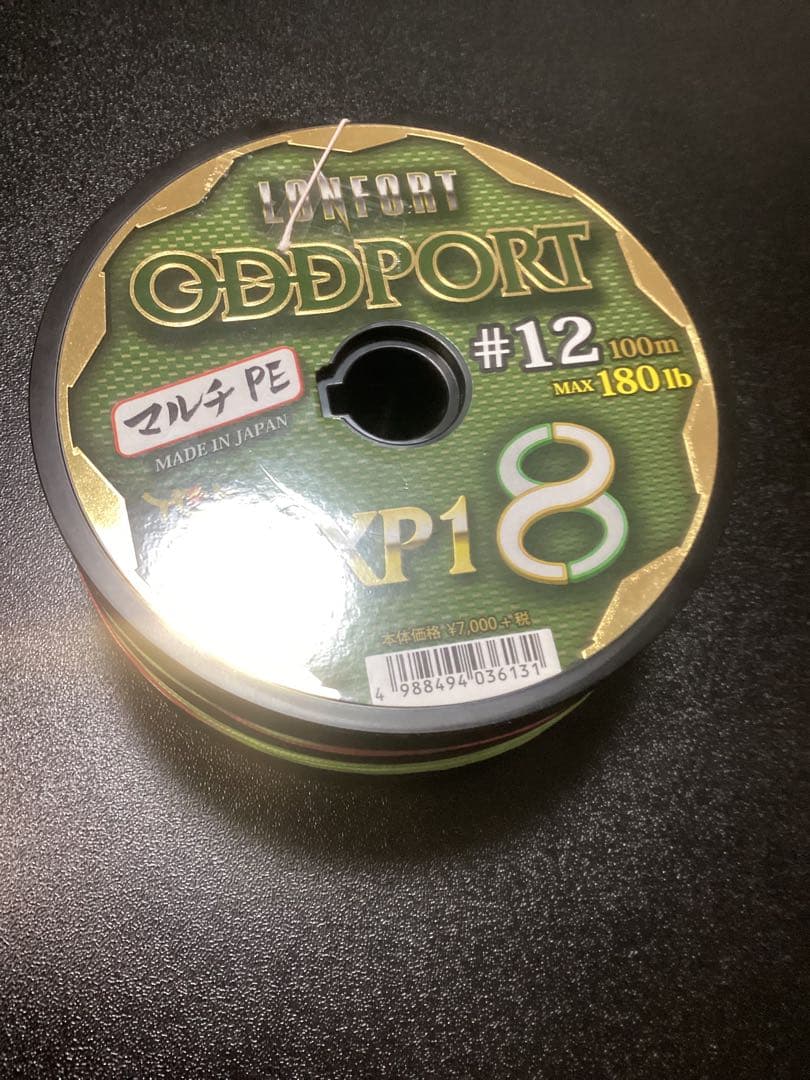 LONFORT
ODDPORT
#12 100m
MAX 180 lb
マルチ PE
MADE IN JAPAN
XP1 8
本体価格 ¥7,000+税
4 988494 036131